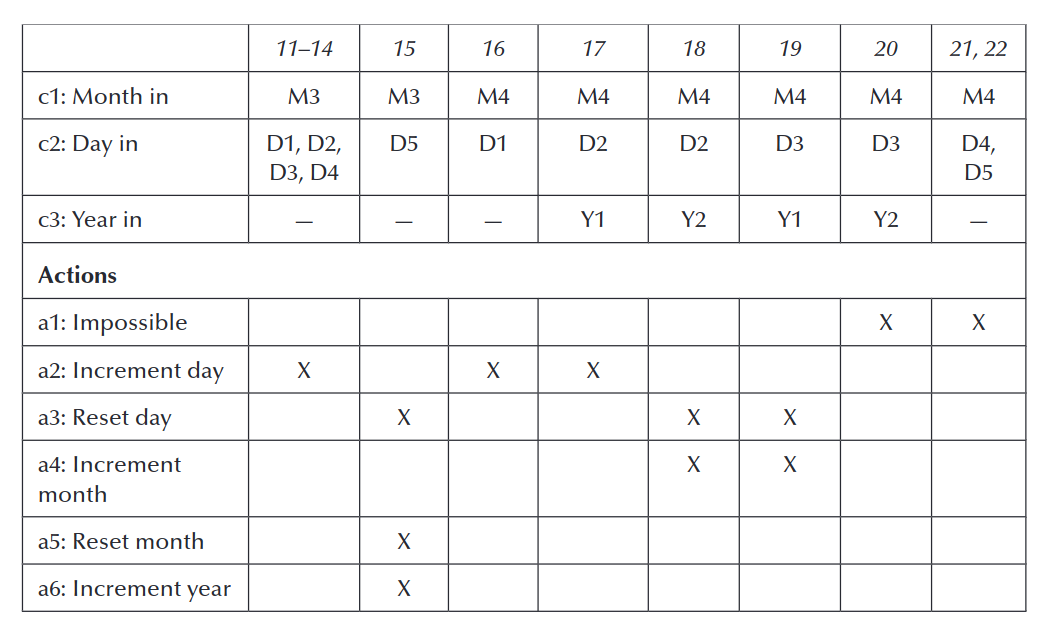 11–14 15 16 17 18 19 20 21, 22
c1: Month in M3 M3 M4 M4 M4 M4 M4 M4
c2: Day in D1, D2, D5 D1 D2 D2 D3 D3 D4,
D3, D4 D5
c3: Year in — — — Y1 Y2 Y1 Y2 —
Actions
a1: Impossible X X
a2: Increment day X X X
a3: Reset day X X X
a4: Increment X X
month
a5: Reset month X
a6: Increment year X